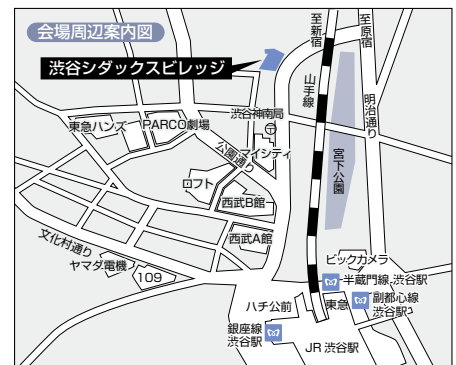 会場周辺案内図
渋谷シダックスビレッジ
至新宿
至原宿
山手線
明治通り
渋谷神南局
東急ハンズ
PARCO劇場
公園通り
マイシティ
宮下公園
ロフト
西武B館
西武A館
文化村通り
ヤマダ電機
109
ビックカメラ
半蔵門線 渋谷駅
ハチ公前
東急
副都心線
渋谷駅
銀座線
渋谷駅
JR 渋谷駅